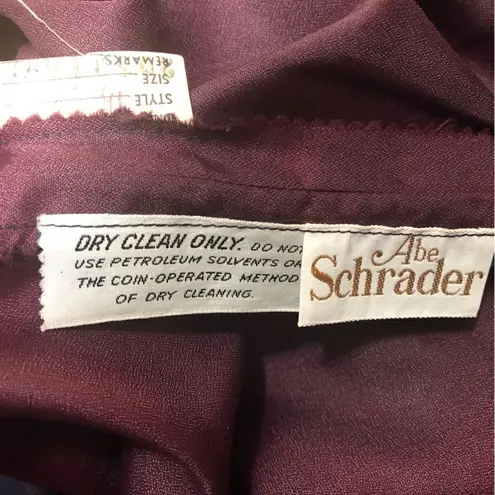 REMARKS
SIZE
STYLE
DRY CLEAN ONLY. DO NOT
USE PETROLEUM SOLVENTS OR
THE COIN-OPERATED METHOD
OF DRY CLEANING.
Abe
Schrader